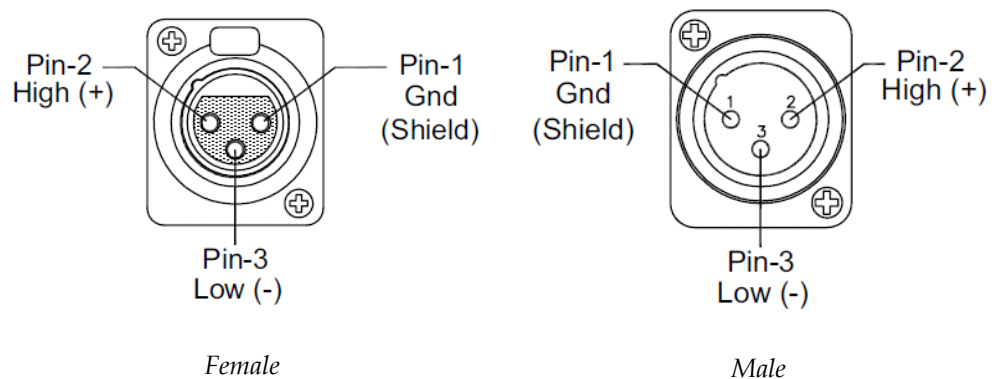 Pin-2
High (+)
Pin-1
Gnd
(Shield)
Pin-3
Low (-)
Female
Pin-1
Gnd
(Shield)
Pin-2
High (+)
1
2
3
Pin-3
Low (-)
Male